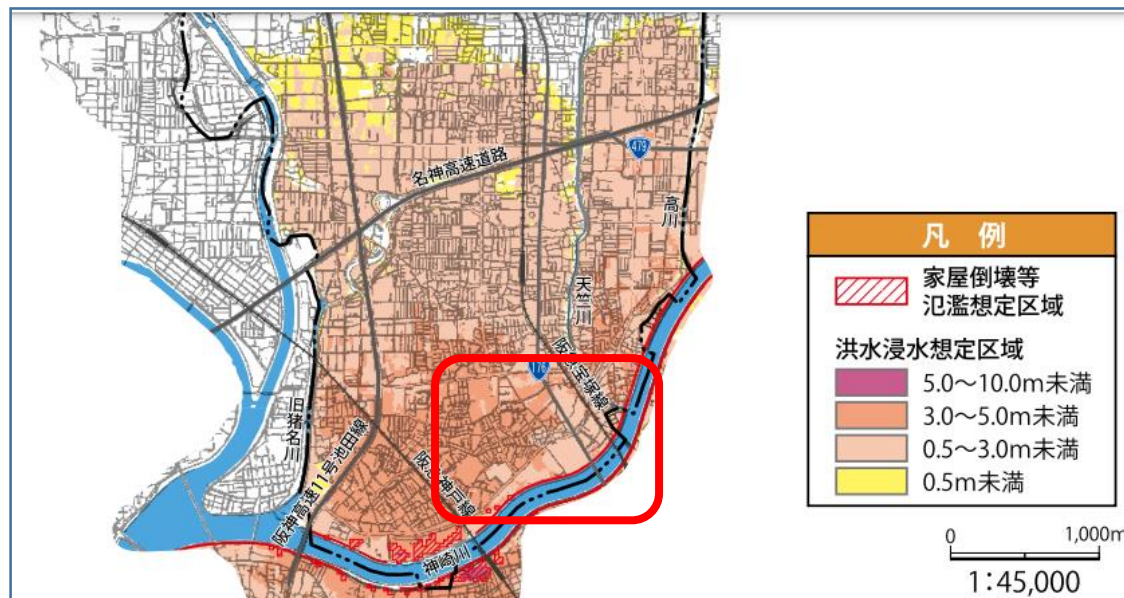 479
名神高速道路
高川
天竺川
阪急宝塚線
176
旧猪名川
阪神高速11号池田線
阪急神戸線
神崎川
凡 例
家屋倒壊等
氾濫想定区域
洪水浸水想定区域
5.0〜10.0m未満
3.0〜5.0m未満
0.5〜3.0m未満
0.5m未満
0 1,000m
1:45,000